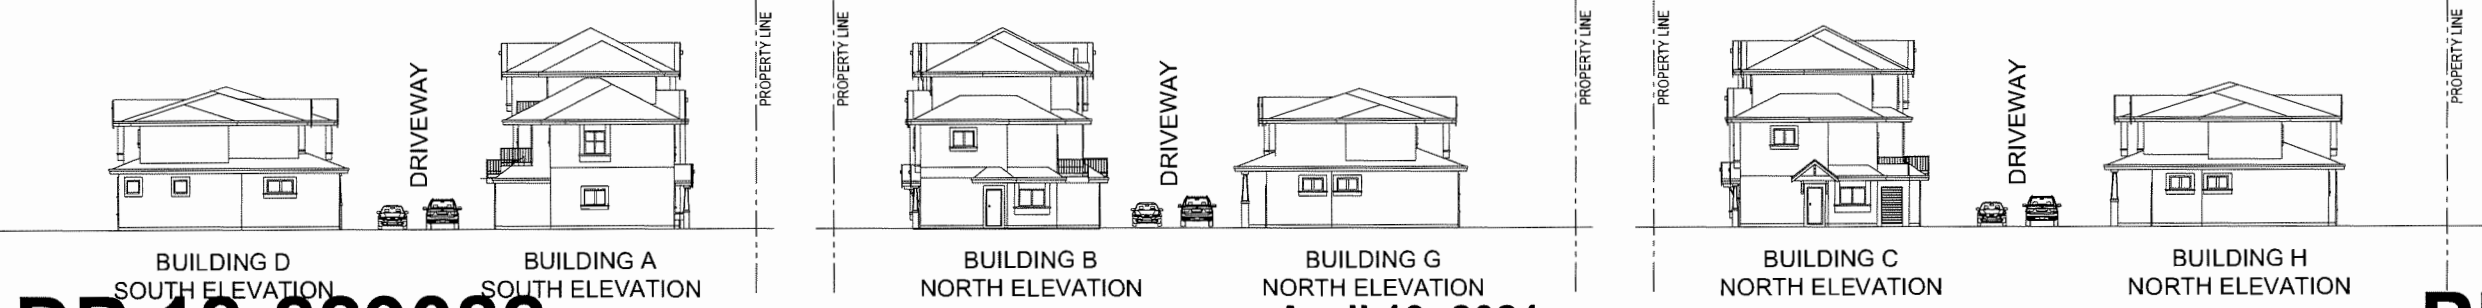 DRIVEWAY
PROPERTY LINE
BUILDING D
SOUTH ELEVATION
BUILDING A
SOUTH ELEVATION
PROPERTY LINE
DRIVEWAY
PROPERTY LINE
BUILDING B
NORTH ELEVATION
BUILDING G
NORTH ELEVATION
PROPERTY LINE
DRIVEWAY
PROPERTY LINE
BUILDING C
NORTH ELEVATION
BUILDING H
NORTH ELEVATION